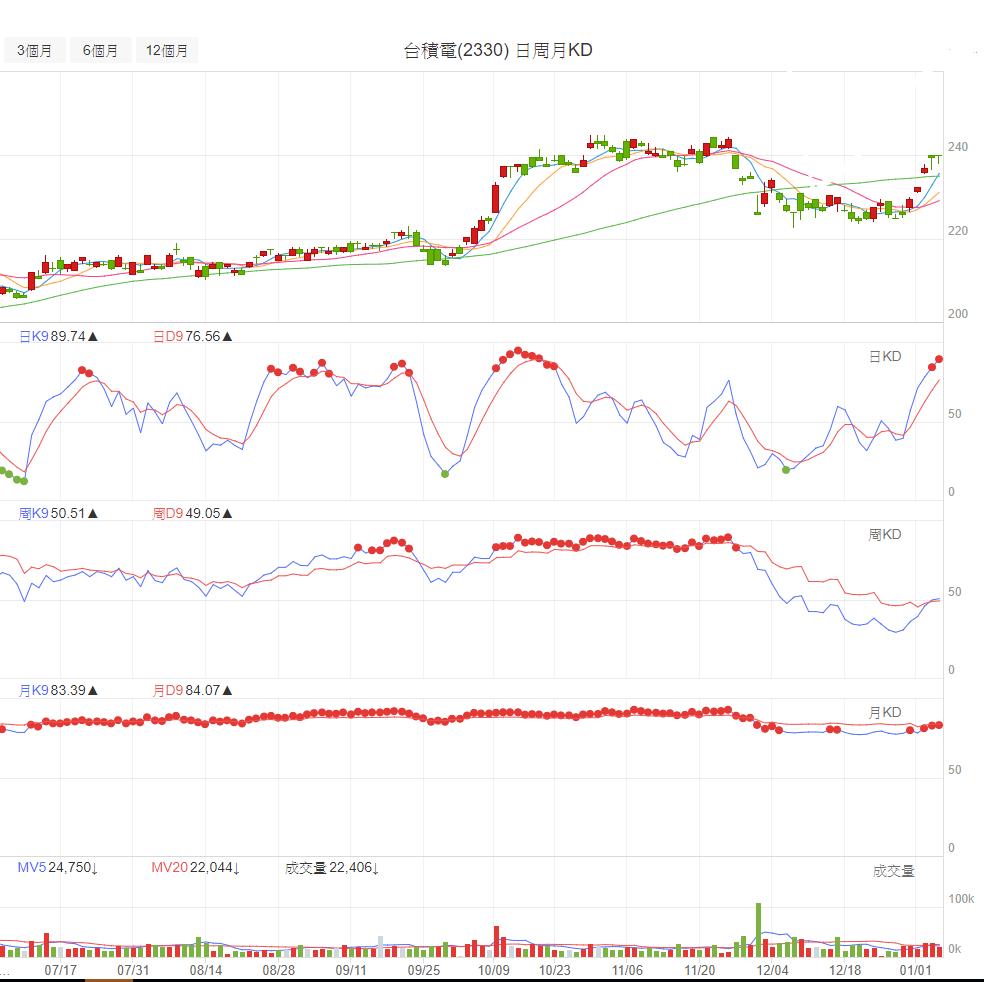 3個月 6個月 12個月 台積電(2330) 日周月KD
240
220
200
日K9 89.74▲ 日D9 76.56▲
日KD
50
0
周K9 50.51▲ 周D9 49.05▲
周KD
50
0
月K9 83.39▲ 月D9 84.07▲
月KD
50
0
MV5 24,750↓ MV20 22,044↓ 成交量 22,406↓
成交量
100k
0k
... 07/17 07/31 08/14 08/28 09/11 09/25 10/09 10/23 11/06 11/20 12/04 12/18 01/01